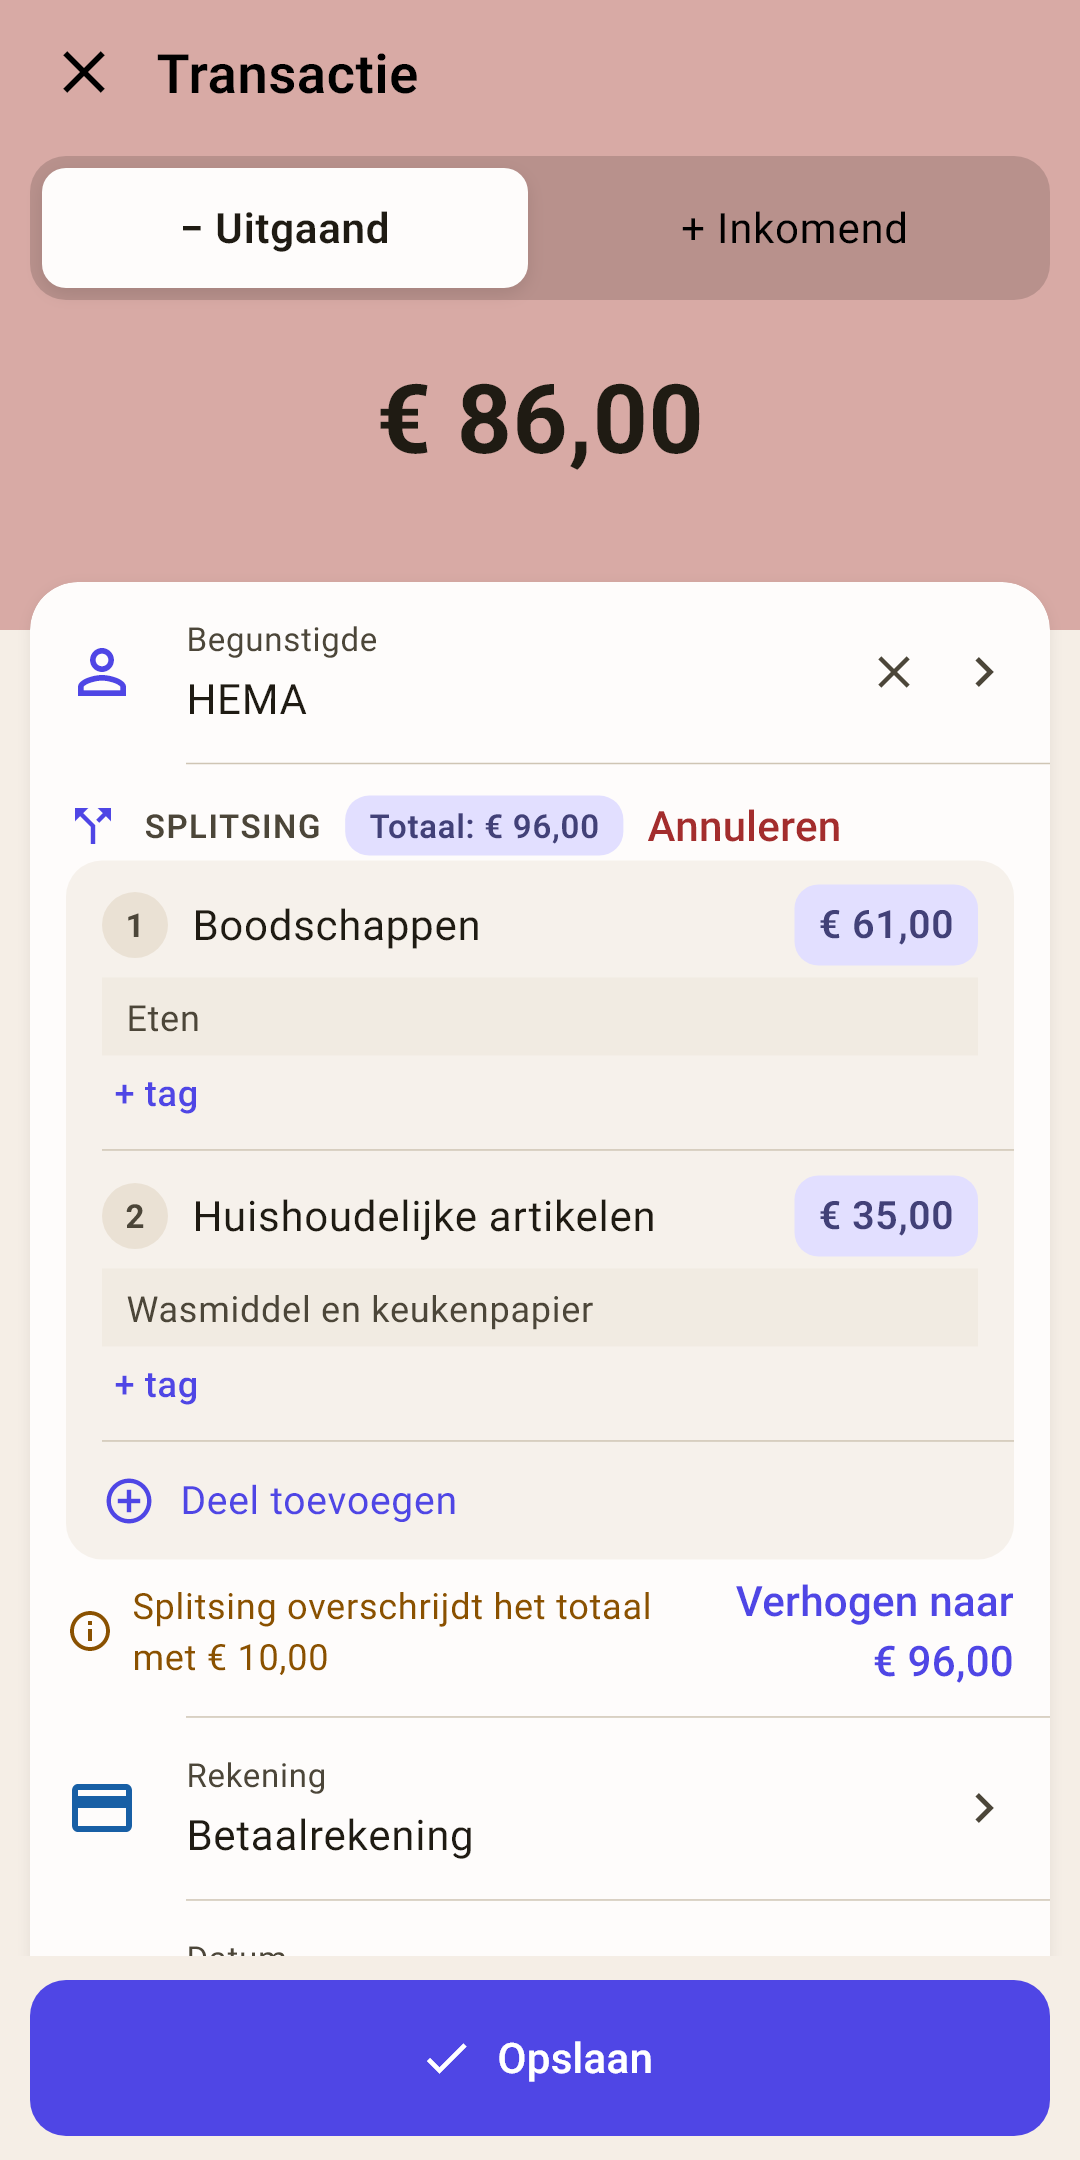 Transactie
− Uitgaand
+ Inkomend
€ 86,00
Begunstigde
HEMA
SPLITSING
Totaal: € 96,00
Annuleren
1
Boodschappen
€ 61,00
Eten
+ tag
2
Huishoudelijke artikelen
€ 35,00
Wasmiddel en keukenpapier
+ tag
Deel toevoegen
Splitsing overschrijdt het totaal
met € 10,00
Verhogen naar
€ 96,00
Rekening
Betaalrekening
Datum
Opslaan